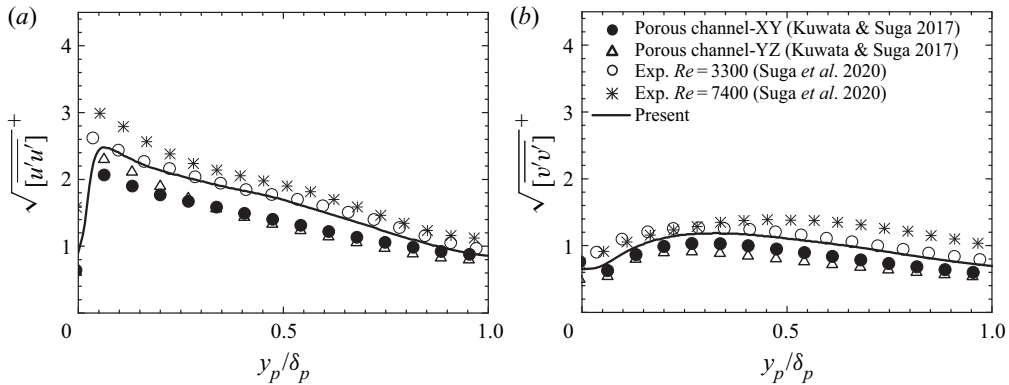 (a)
4
3
2
1
0
0.5
1.0
√[u′u′]⁺
y_p/δ_p
(b)
Porous channel-XY (Kuwata & Suga 2017)
Porous channel-YZ (Kuwata & Suga 2017)
Exp. Re = 3300 (Suga et al. 2020)
Exp. Re = 7400 (Suga et al. 2020)
Present
4
3
2
1
0
0.5
1.0
√[v′v′]⁺
y_p/δ_p